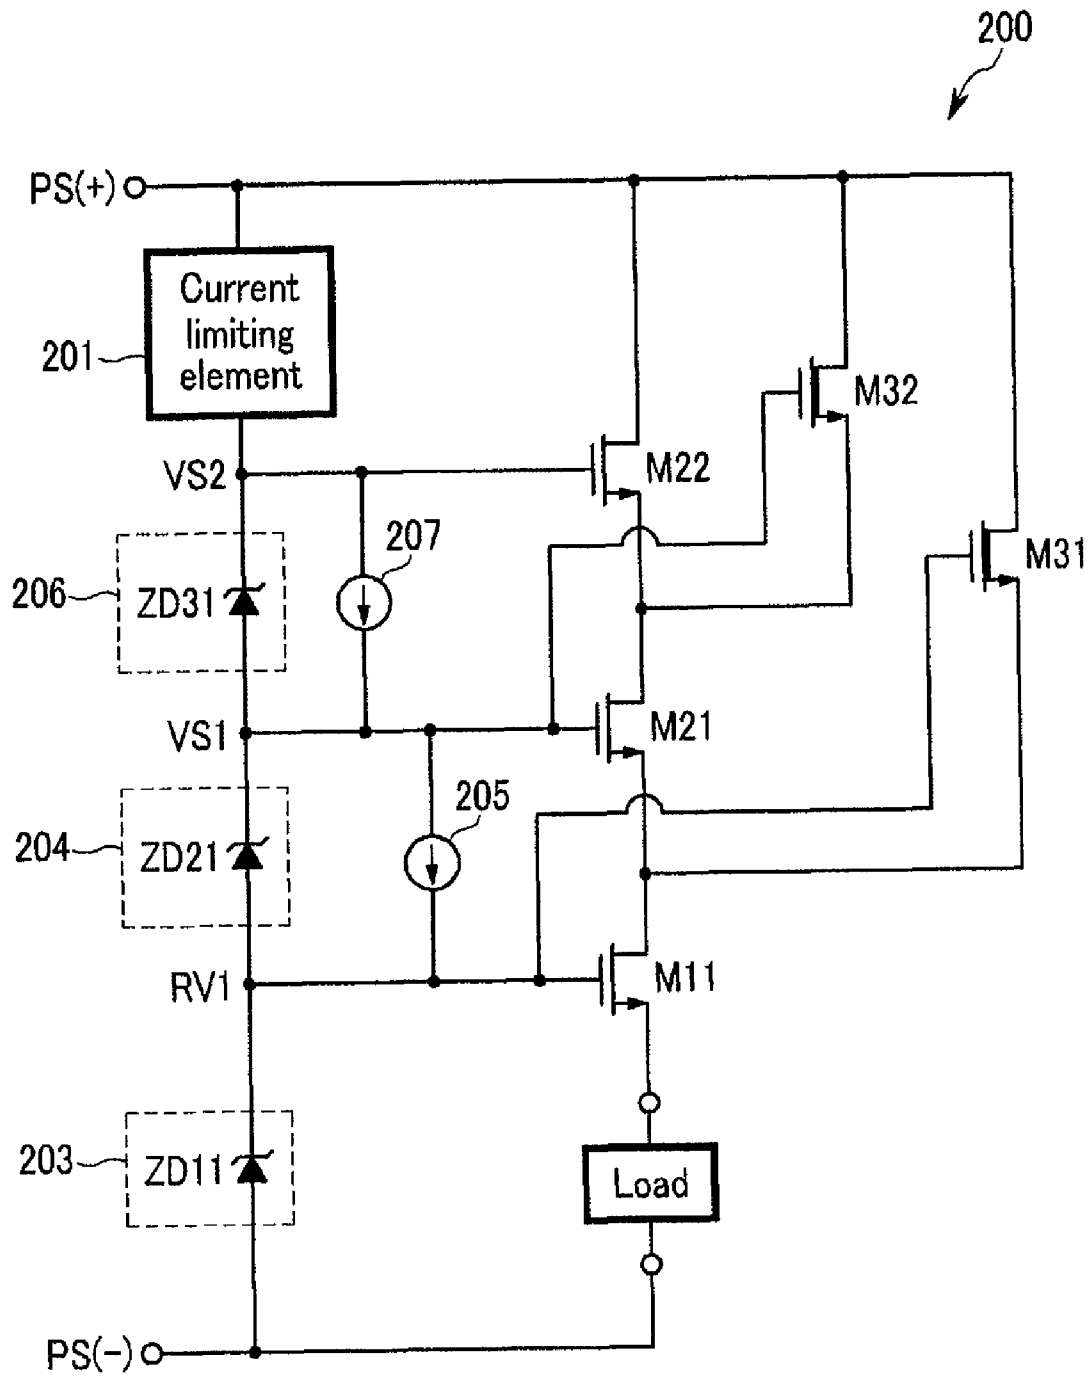 200
PS(+)
Current
limiting
element
201
M32
VS2
M22
207
M31
206
ZD31
VS1
M21
205
204
ZD21
RV1
M11
203
ZD11
Load
PS(-)